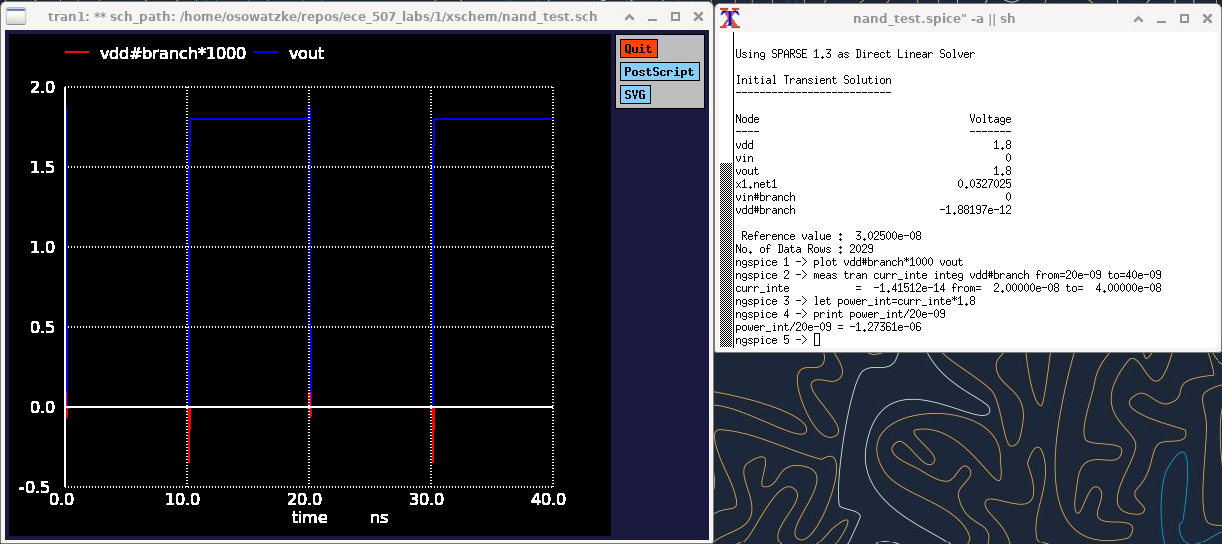 tran1: ** sch_path: /home/osowatzke/repos/ece_507_labs/1/xschem/nand_test.sch
vdd#branch*1000 vout
Quit
PostScript
SVG
2.0
1.5
1.0
0.5
0.0
-0.5
0.0 10.0 20.0 30.0 40.0
time ns
nand_test.spice" -a || sh
Using SPARSE 1.3 as Direct Linear Solver
Initial Transient Solution
--------------------------
Node Voltage
---- -------
vdd 1.8
vin 0
vout 1.8
x1.net1 0.0327025
vin#branch 0
vdd#branch -1.88197e-12
Reference value : 3.02500e-08
No. of Data Rows : 2029
ngspice 1 -> plot vdd#branch*1000 vout
ngspice 2 -> meas tran curr_inte integ vdd#branch from=20e-09 to=40e-09
curr_inte = -1.41512e-14 from= 2.00000e-08 to= 4.00000e-08
ngspice 3 -> let power_int=curr_inte*1.8
ngspice 4 -> print power_int/20e-09
power_int/20e-09 = -1.27361e-06
ngspice 5 ->